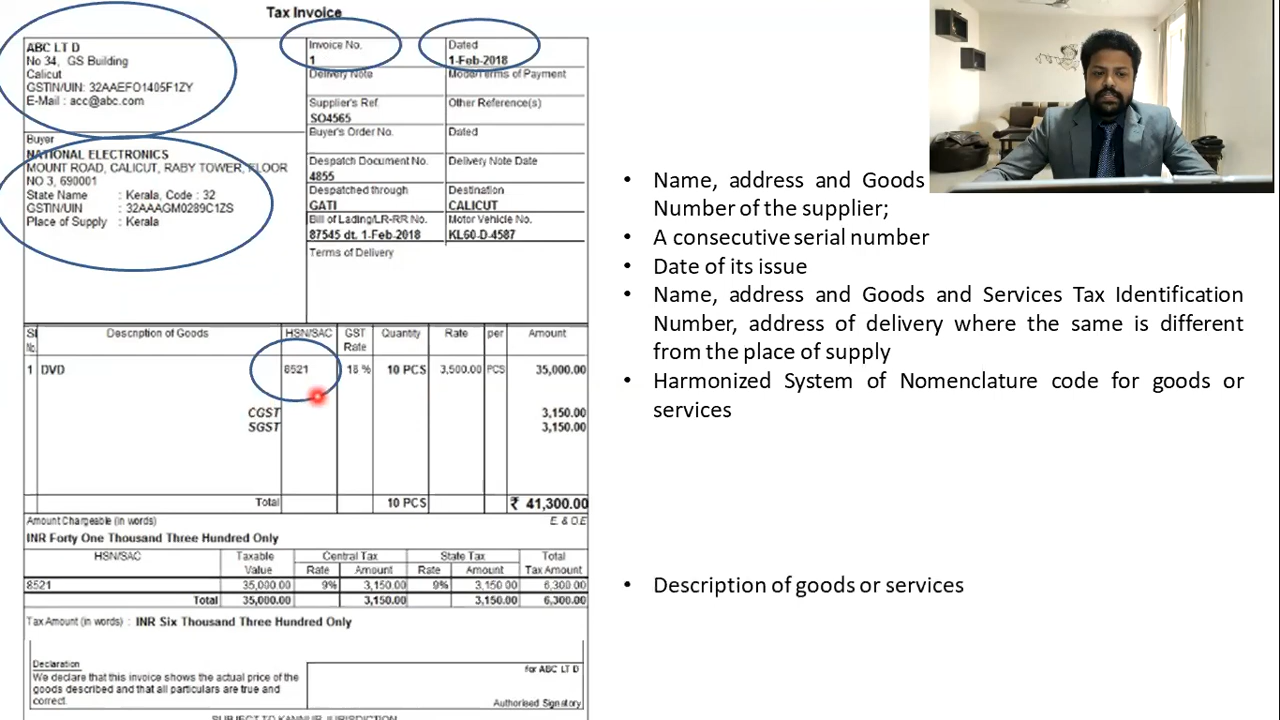 Tax Invoice
ABC LT D
No 34, GS Building
Calicut
GSTIN/UIN: 32AAEFO1405F1ZY
E-Mail : acc@abc.com
Invoice No.
1
Dated
1-Feb-2018
Delivery Note
Mode/Terms of Payment
Supplier's Ref.
SO4565
Other Reference(s)
Buyer
NATIONAL ELECTRONICS
MOUNT ROAD, CALICUT, RABY TOWER, FLOOR
NO 3, 690001
State Name : Kerala, Code : 32
GSTIN/UIN : 32AAAGM0289C1ZS
Place of Supply : Kerala
Buyer's Order No.
Dated
Despatch Document No.
4855
Delivery Note Date
Despatched through
GATI
Destination
CALICUT
Bill of Lading/LR-RR No.
87545 dt. 1-Feb-2018
Motor Vehicle No.
KL60-D-4587
Terms of Delivery
Sl No. Description of Goods HSN/SAC GST Rate Quantity Rate per Amount
1 DVD 8521 18 % 10 PCS 3,500.00 PCS 35,000.00
CGST 3,150.00
SGST 3,150.00
Total 10 PCS ₹ 41,300.00
Amount Chargeable (in words) E & O E
INR Forty One Thousand Three Hundred Only
HSN/SAC Taxable Value Central Tax Rate Amount State Tax Rate Amount Total Tax Amount
8521 35,000.00 9% 3,150.00 9% 3,150.00 6,300.00
Total 35,000.00 3,150.00 3,150.00 6,300.00
Tax Amount (in words) : INR Six Thousand Three Hundred Only
Declaration
We declare that this invoice shows the actual price of the
goods described and that all particulars are true and
correct.
for ABC LT D
Authorised Signatory
SUBJECT TO KANNUR JURISDICTION
• Name, address and Goods
Number of the supplier;
• A consecutive serial number
• Date of its issue
• Name, address and Goods and Services Tax Identification
Number, address of delivery where the same is different
from the place of supply
• Harmonized System of Nomenclature code for goods or
services
• Description of goods or services